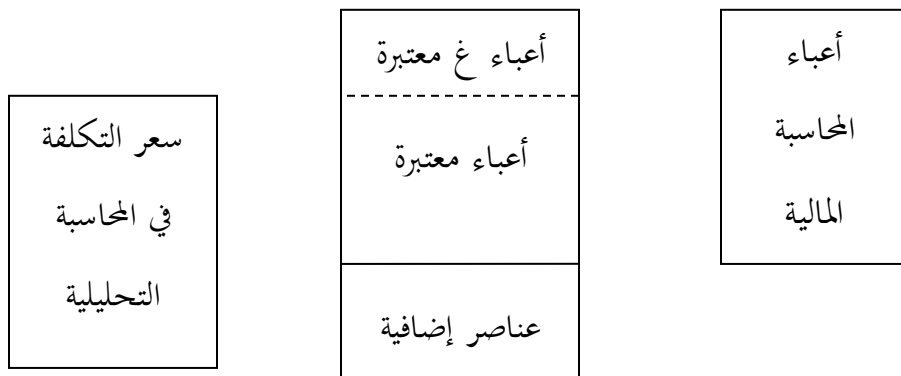 أعباء
المحاسبة
المالية
أعباء غ معتبرة
أعباء معتبرة
عناصر إضافية
سعر التكلفة
في المحاسبة
التحليلية